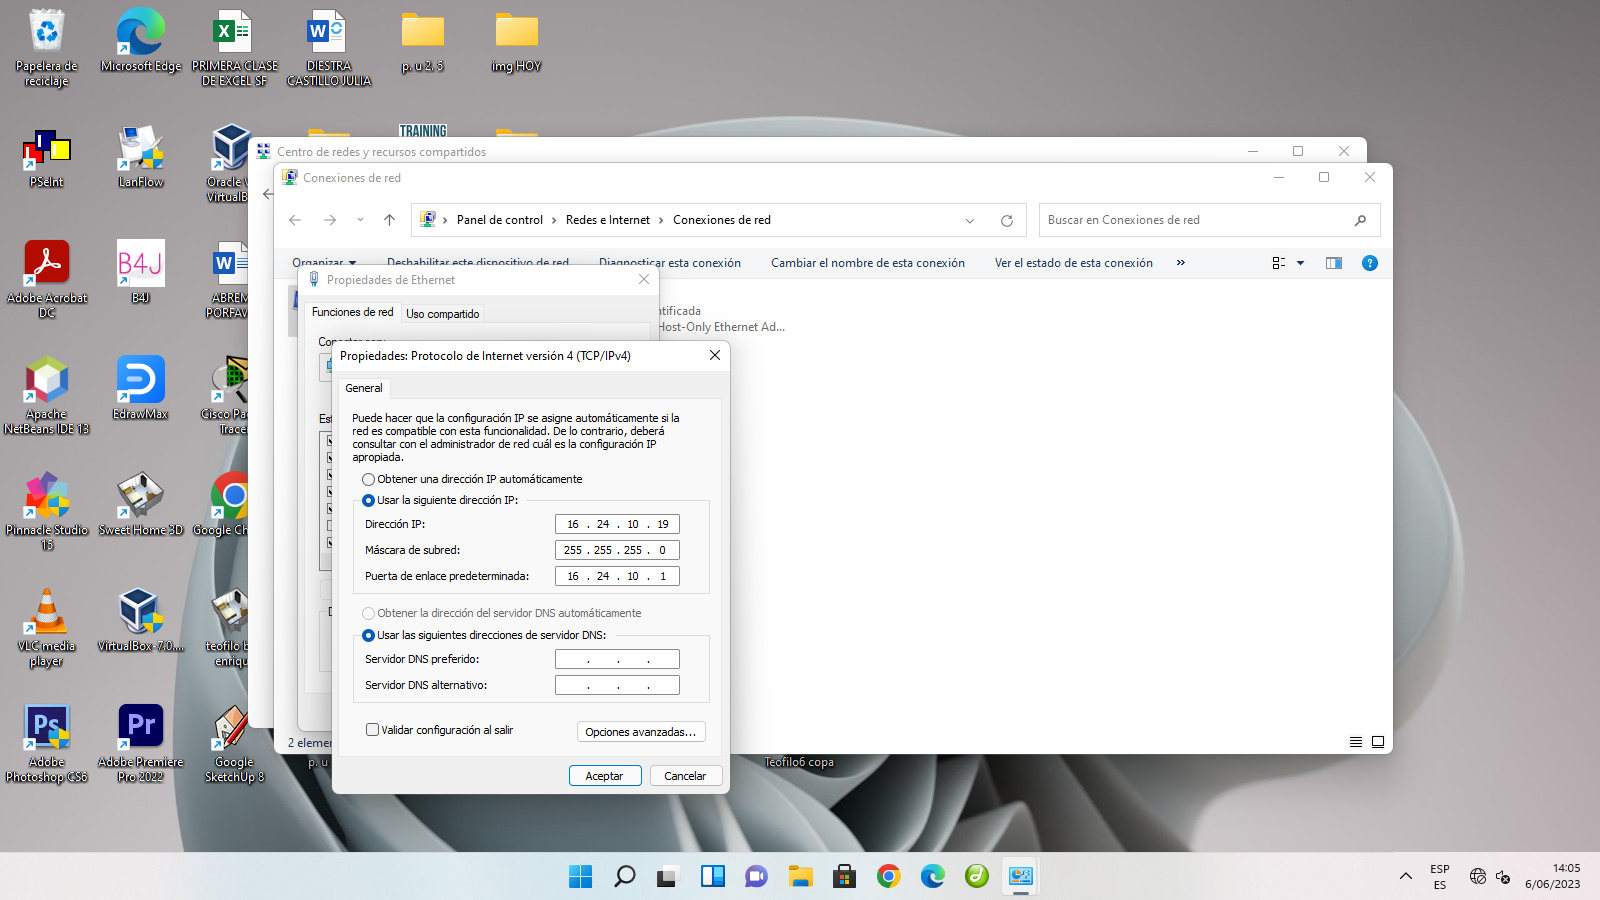 Papelera de
reciclaje
Microsoft Edge
PRIMERA CLASE
DE EXCEL SF
DIESTRA
CASTILLO JULIA
p. u 2, 5
img HOY
PSeInt
LanFlow
Oracle V
VirtualB
TRAINING
Adobe Acrobat
DC
B4J
B4J
ABREM
PORFAV
Apache
NetBeans IDE 13
EdrawMax
Cisco Pac
Tracer
Pinnacle Studio
15
Sweet Home 3D
Google Ch
VLC media
player
VirtualBox-7.0....
teofilo b
enriqu
Adobe
Photoshop CS6
Adobe Premiere
Pro 2022
Google
SketchUp 8
p. u
Teofilo6 copa
Centro de redes y recursos compartidos
Conexiones de red
Panel de control > Redes e Internet > Conexiones de red
Buscar en Conexiones de red
Organizar
Deshabilitar este dispositivo de red
Diagnosticar esta conexión
Cambiar el nombre de esta conexión
Ver el estado de esta conexión
»
ntificada
Host-Only Ethernet Ad...
2 elemen
Propiedades de Ethernet
Funciones de red
Uso compartido
Propiedades: Protocolo de Internet versión 4 (TCP/IPv4)
General
Puede hacer que la configuración IP se asigne automáticamente si la
red es compatible con esta funcionalidad. De lo contrario, deberá
consultar con el administrador de red cuál es la configuración IP
apropiada.
Obtener una dirección IP automáticamente
Usar la siguiente dirección IP:
Dirección IP: 16 . 24 . 10 . 19
Máscara de subred: 255 . 255 . 255 . 0
Puerta de enlace predeterminada: 16 . 24 . 10 . 1
Obtener la dirección del servidor DNS automáticamente
Usar las siguientes direcciones de servidor DNS:
Servidor DNS preferido: . . .
Servidor DNS alternativo: . . .
Validar configuración al salir
Opciones avanzadas...
Aceptar
Cancelar
ESP
ES
14:05
6/06/2023